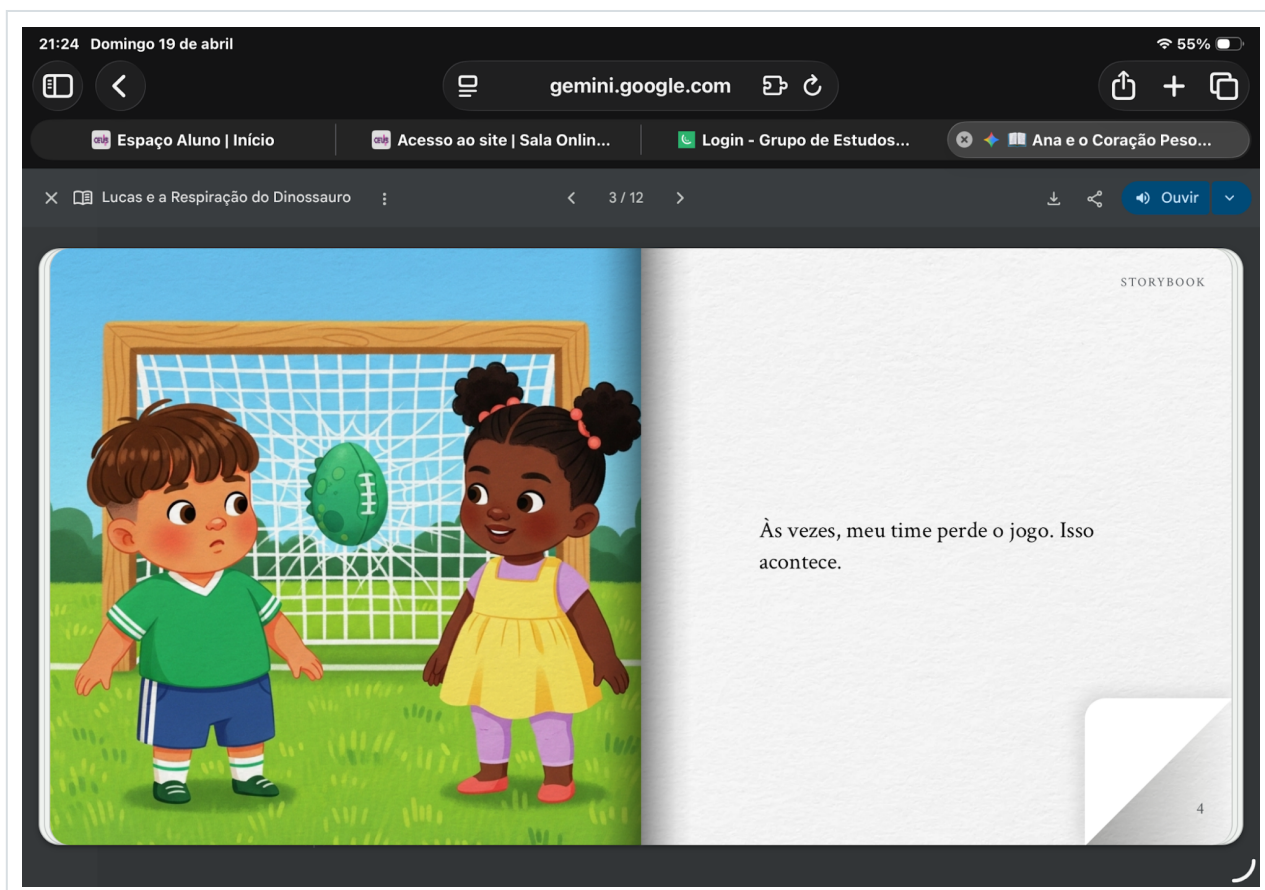 21:24 Domingo 19 de abril
55%
gemini.google.com
Espaço Aluno | Início
Acesso ao site | Sala Onlin...
Login - Grupo de Estudos...
Ana e o Coração Peso...
Lucas e a Respiração do Dinossauro
3 / 12
Ouvir
STORYBOOK
Às vezes, meu time perde o jogo. Isso
acontece.
4